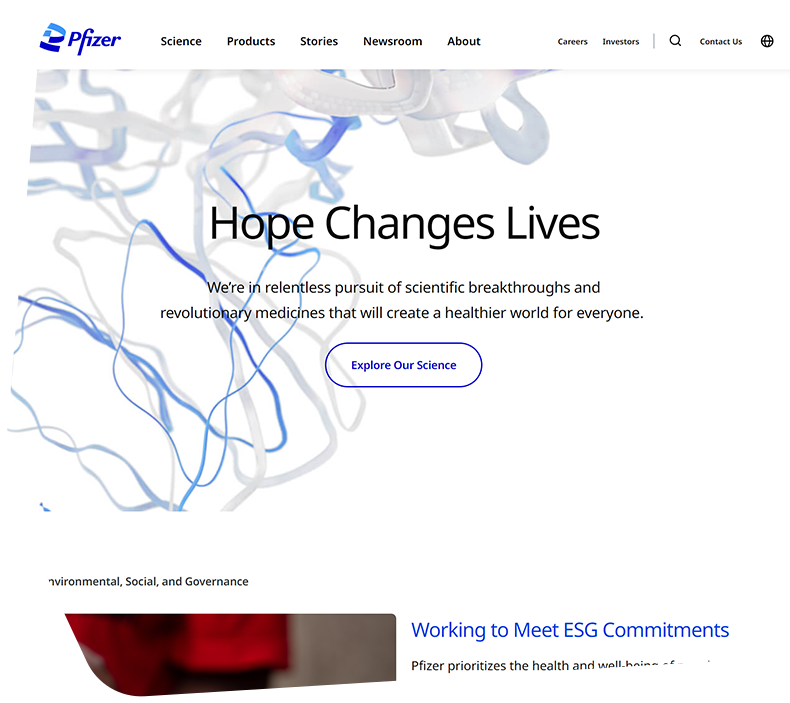 Pfizer
Science Products Stories Newsroom About
Careers Investors Contact Us
Hope Changes Lives
We're in relentless pursuit of scientific breakthroughs and
revolutionary medicines that will create a healthier world for everyone.
Explore Our Science
nvironmental, Social, and Governance
Working to Meet ESG Commitments
Pfizer prioritizes the health and well-being of